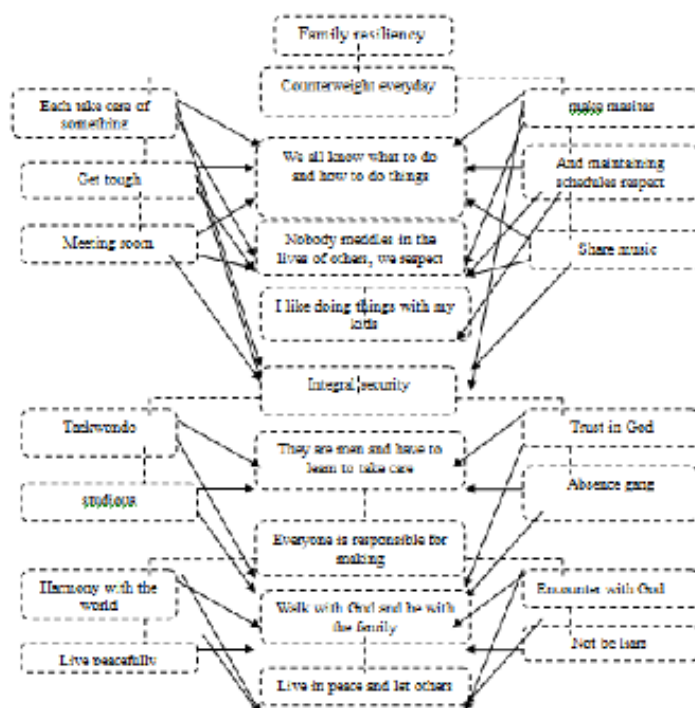 Family resiliency
Counterweight everyday
Each take care of
something
make masites
We all know what to do
and how to do things
And maintaining
schedules respect
Get tough
Meeting room
Nobody meddles in the
lives of others, we respect
Share music
I like doing things with my
kids
Integral security
Taekwondo
Trust in God
They are men and have to
learn to take care
Absence gang
studious
Everyone is responsible for
making
Harmony with the
world
Walk with God and be with
the family
Encounter with God
Live peacefully
Not be liars
Live in peace and let others